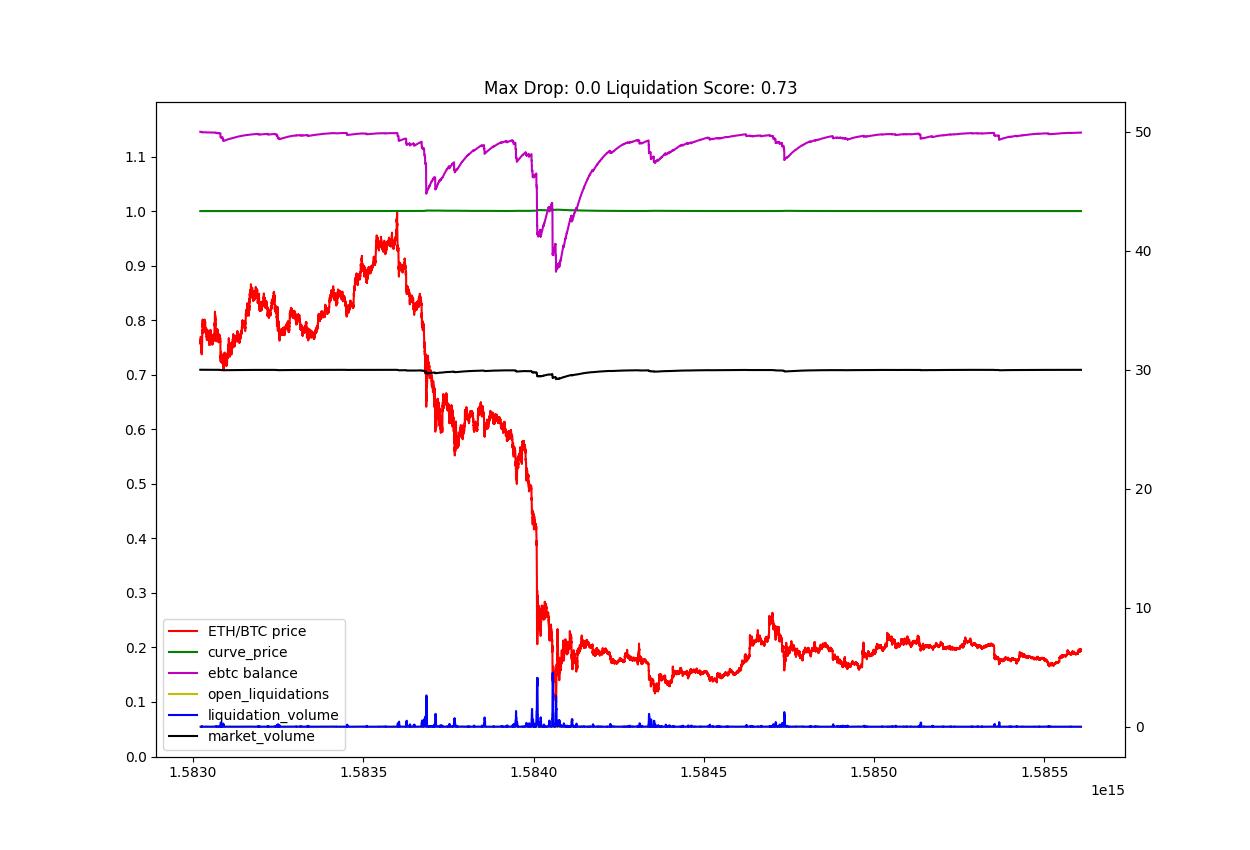 Max Drop: 0.0 Liquidation Score: 0.73
1.1
1.0
0.9
0.8
0.7
0.6
0.5
0.4
0.3
0.2
0.1
0.0
50
40
30
20
10
0
ETH/BTC price
curve_price
ebtc balance
open_liquidations
liquidation_volume
market_volume
1.5830 1.5835 1.5840 1.5845 1.5850 1.5855
1e15